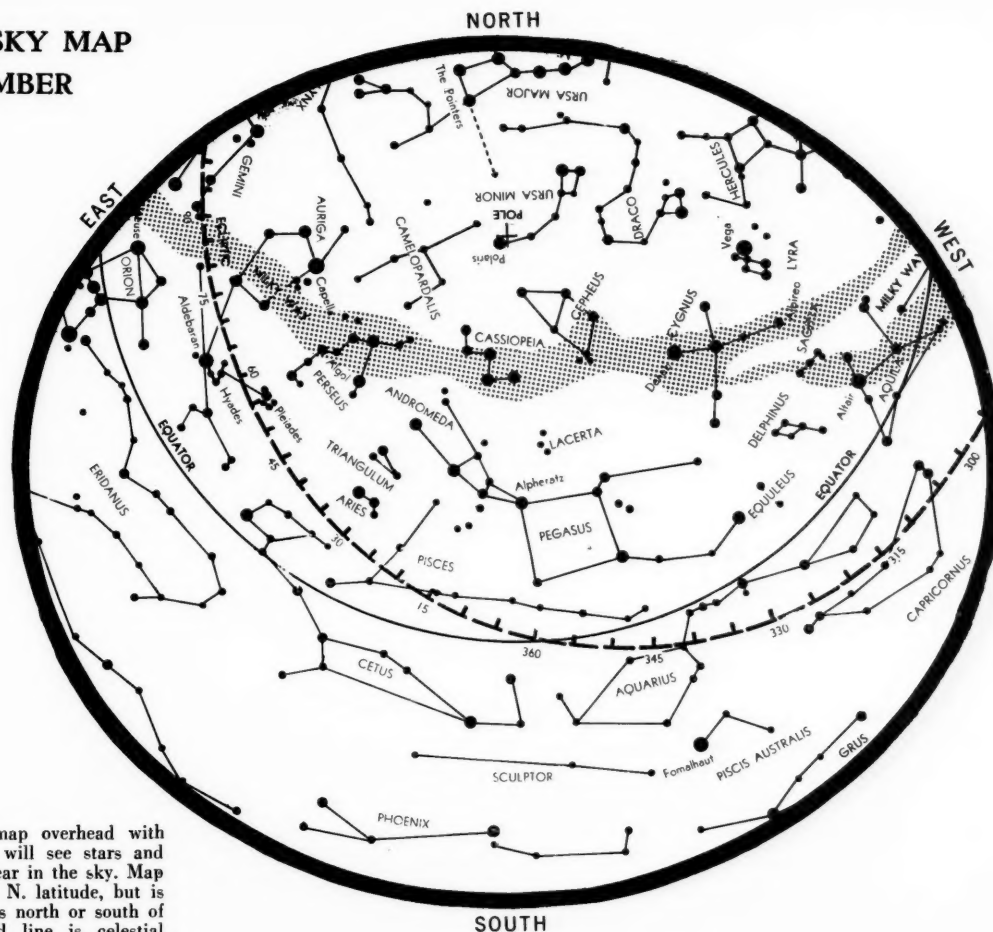 SKY MAP
MBER
NORTH
EAST
WEST
SOUTH
The Pointers
URSA MAJOR
GEMINI
HERCULES
URSA MINOR
POLE
Polaris
DRACO
AURIGA
CAMELOPARDALIS
Vega
LYRA
ORION
90
ECLIPTIC
MILKY WAY
Capella
CEPHEUS
CYGNUS
Albireo
MILKY WAY
75
Aldebaran
CASSIOPEIA
SAGITTA
Algol
PERSEUS
Deneb
AQUILA
60
Hyades
Pleiades
ANDROMEDA
LACERTA
DELPHINUS
Altair
EQUATOR
45
TRIANGULUM
Alpheratz
EQUATOR
300
ERIDANUS
ARIES
EQUULEUS
30
PISCES
PEGASUS
315
15
CAPRICORNUS
360
345
330
CETUS
AQUARIUS
SCULPTOR
Fomalhaut
PISCIS AUSTRALIS
GRUS
PHOENIX
map overhead with
will see stars and
ear in the sky. Map
N. latitude, but is
s north or south of
d line is celestial